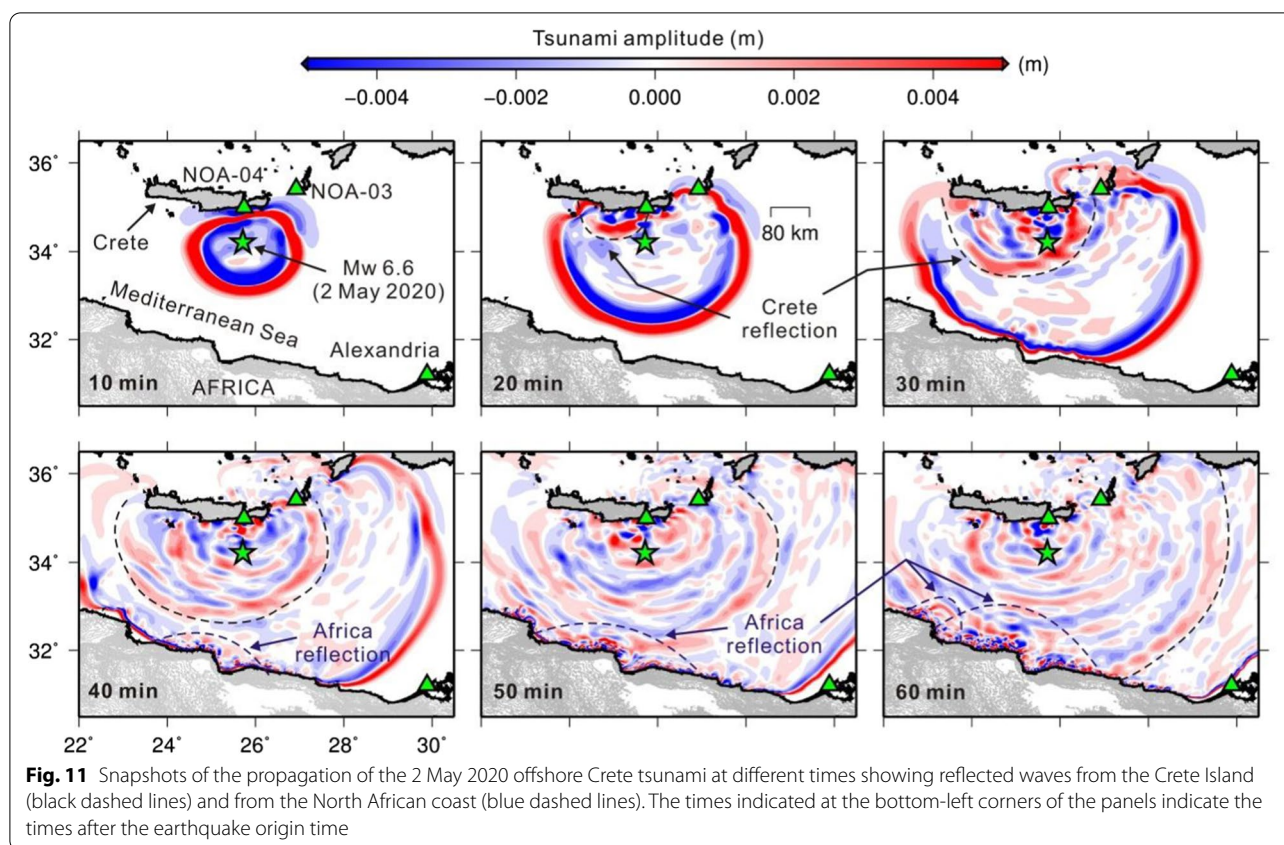 Tsunami amplitude (m)
(m)
−0.004 −0.002 0.000 0.002 0.004
36˚
34˚
32˚
NOA-04
NOA-03
Crete
Mw 6.6
(2 May 2020)
Mediterranean Sea
Alexandria
AFRICA
10 min
80 km
Crete
reflection
20 min
30 min
36˚
34˚
32˚
Africa
reflection
40 min
22˚ 24˚ 26˚ 28˚ 30˚
Africa
reflection
50 min
60 min
Fig. 11 Snapshots of the propagation of the 2 May 2020 offshore Crete tsunami at different times showing reflected waves from the Crete Island
(black dashed lines) and from the North African coast (blue dashed lines). The times indicated at the bottom-left corners of the panels indicate the
times after the earthquake origin time